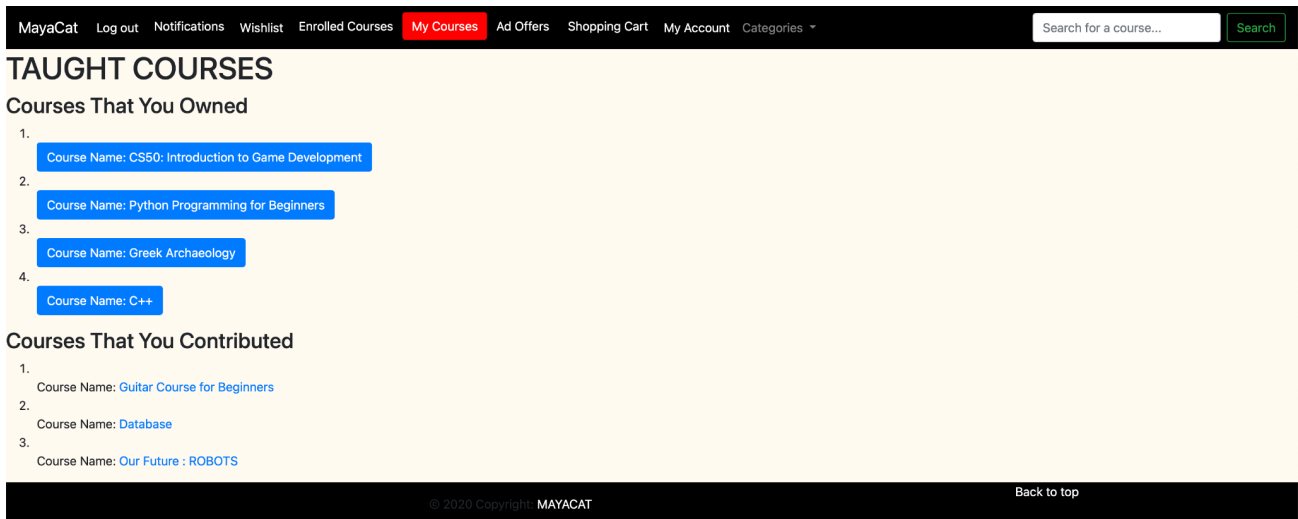 MayaCat Log out Notifications Wishlist Enrolled Courses My Courses Ad Offers Shopping Cart My Account Categories Search for a course... Search
TAUGHT COURSES
Courses That You Owned
1.
Course Name: CS50: Introduction to Game Development
2.
Course Name: Python Programming for Beginners
3.
Course Name: Greek Archaeology
4.
Course Name: C++
Courses That You Contributed
1.
Course Name: Guitar Course for Beginners
2.
Course Name: Database
3.
Course Name: Our Future : ROBOTS
Back to top
© 2020 Copyright: MAYACAT